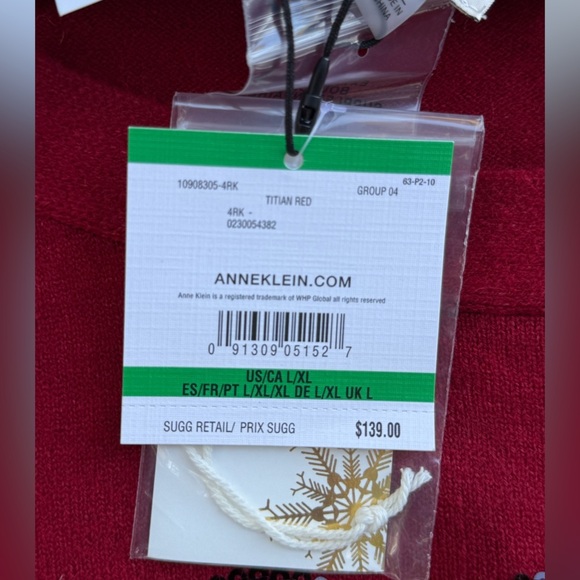 83-P2-10
10908305-4RK
GROUP 04
TITIAN RED
4RK -
0230054382
ANNEKLEIN.COM
Anne Klein is a registered trademark of WHP Global all rights reserved
0 91309 05152 7
US/CA L/XL
ES/FR/PT L/XL/XL DE L/XL UK L
SUGG RETAIL/ PRIX SUGG $139.00